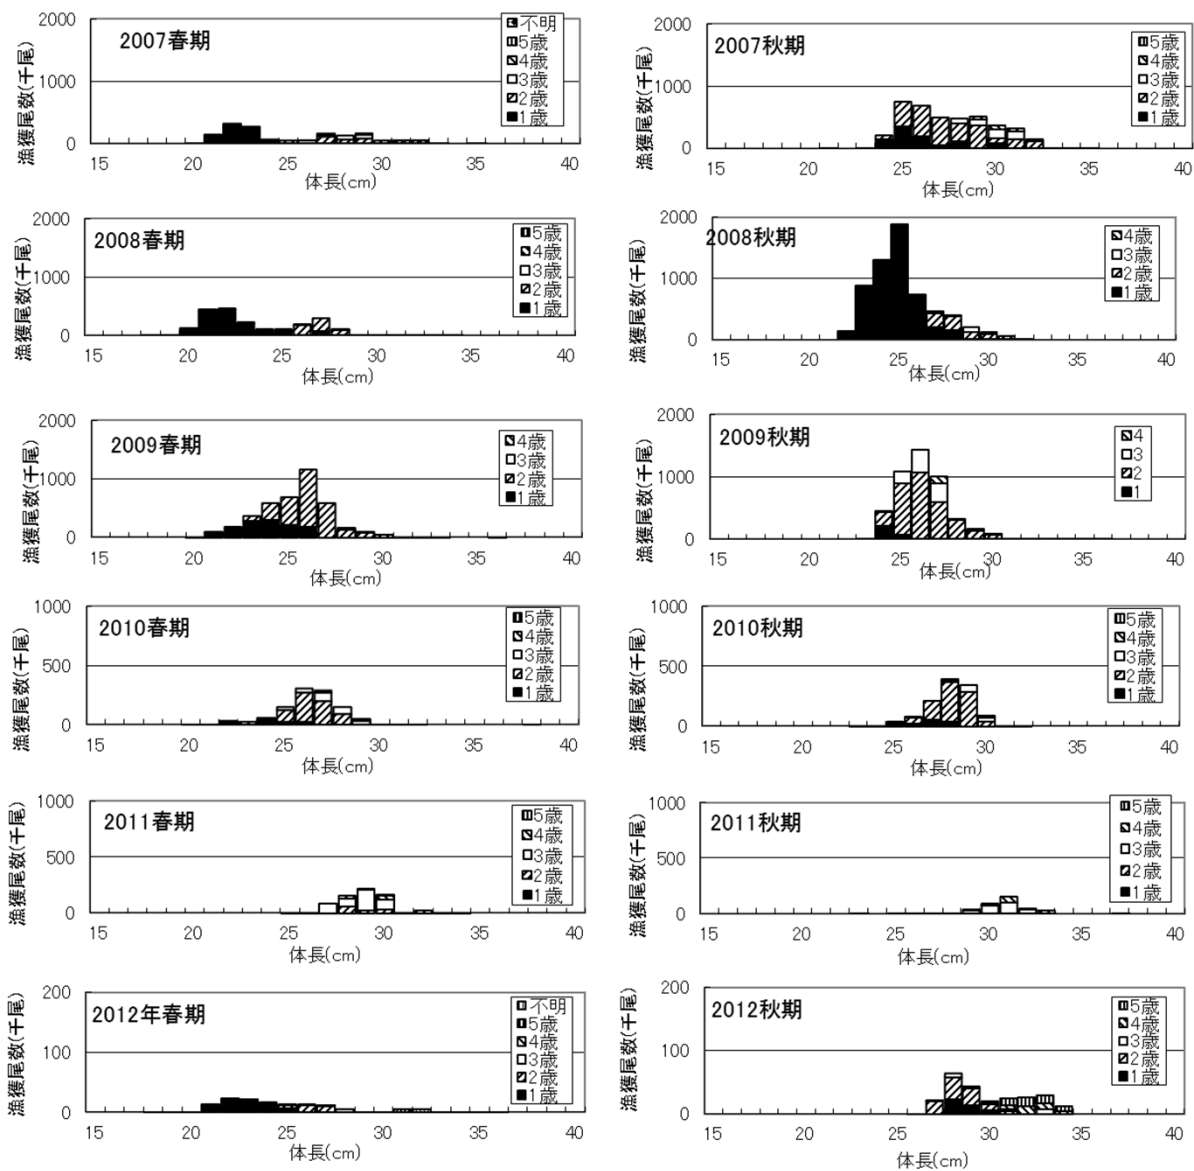 2007春期
漁獲尾数(千尾)
2000
1000
0
15 20 25 30 35 40
体長(cm)
不明
5歳
4歳
3歳
2歳
1歳
2007秋期
漁獲尾数(千尾)
2000
1000
0
15 20 25 30 35 40
体長(cm)
5歳
4歳
3歳
2歳
1歳
2008春期
漁獲尾数(千尾)
2000
1000
0
15 20 25 30 35 40
体長(cm)
5歳
4歳
3歳
2歳
1歳
2008秋期
漁獲尾数(千尾)
2000
1000
0
15 20 25 30 35 40
体長(cm)
4歳
3歳
2歳
1歳
2009春期
漁獲尾数(千尾)
2000
1000
0
15 20 25 30 35 40
体長(cm)
4歳
3歳
2歳
1歳
2009秋期
漁獲尾数(千尾)
2000
1000
0
15 20 25 30 35 40
体長(cm)
4
3
2
1
2010春期
漁獲尾数(千尾)
1000
500
0
15 20 25 30 35 40
体長(cm)
5歳
4歳
3歳
2歳
1歳
2010秋期
漁獲尾数(千尾)
1000
500
0
15 20 25 30 35 40
体長(cm)
5歳
4歳
3歳
2歳
1歳
2011春期
漁獲尾数(千尾)
1000
500
0
15 20 25 30 35 40
体長(cm)
5歳
4歳
3歳
2歳
1歳
2011秋期
漁獲尾数(千尾)
1000
500
0
15 20 25 30 35 40
体長(cm)
5歳
4歳
3歳
2歳
1歳
2012年春期
漁獲尾数(千尾)
200
100
0
15 20 25 30 35 40
体長(cm)
不明
5歳
4歳
3歳
2歳
1歳
2012秋期
漁獲尾数(千尾)
200
100
0
15 20 25 30 35 40
体長(cm)
5歳
4歳
3歳
2歳
1歳